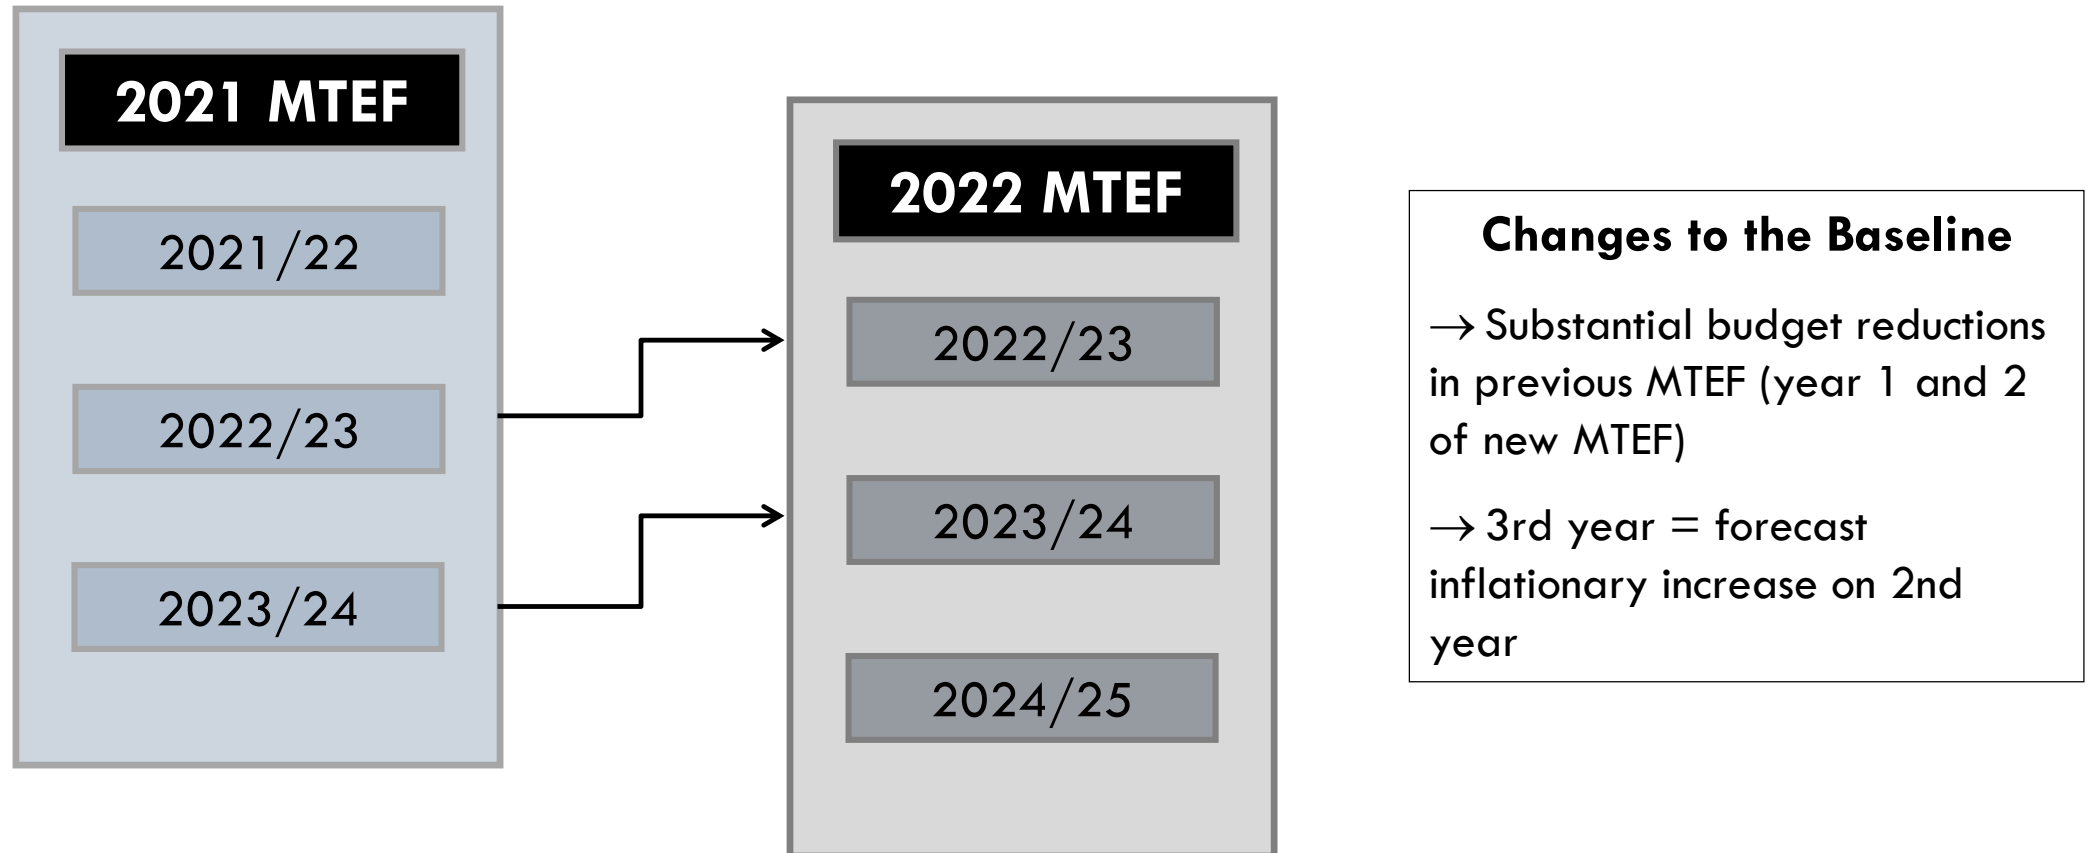 2021 MTEF
2021/22
2022/23
2023/24
2022 MTEF
2022/23
2023/24
2024/25
Changes to the Baseline
→ Substantial budget reductions
in previous MTEF (year 1 and 2
of new MTEF)
→ 3rd year = forecast
inflationary increase on 2nd
year